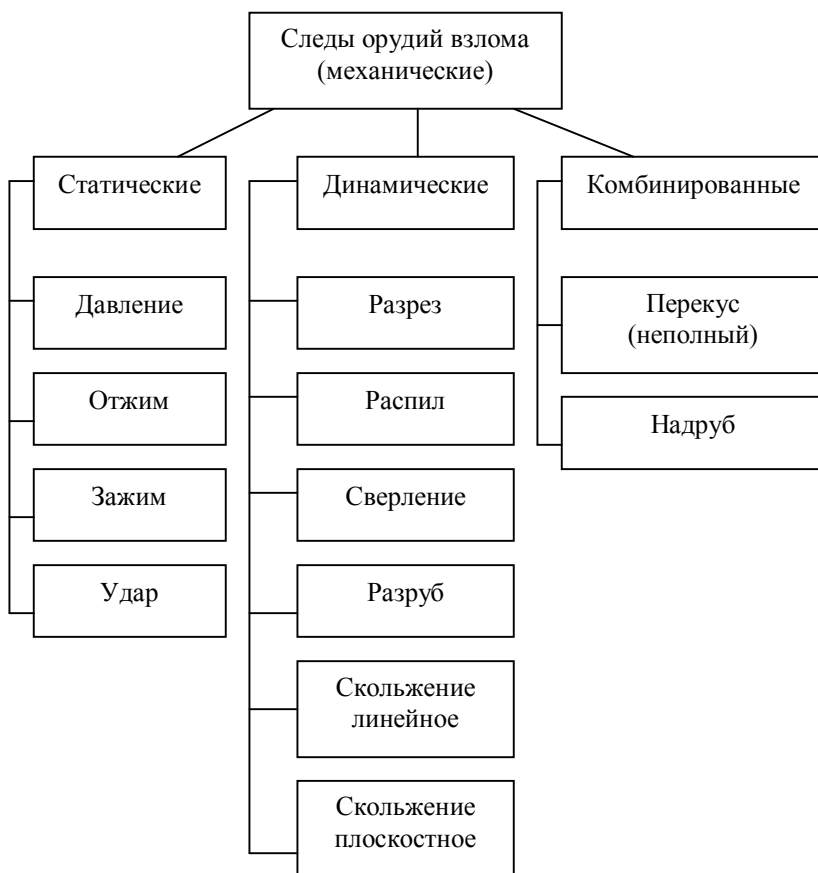 Следы орудий взлома
(механические)
Статические
Динамические
Комбинированные
Давление
Разрез
Перекус
(неполный)
Отжим
Распил
Надруб
Зажим
Сверление
Удар
Разруб
Скольжение
линейное
Скольжение
плоскостное